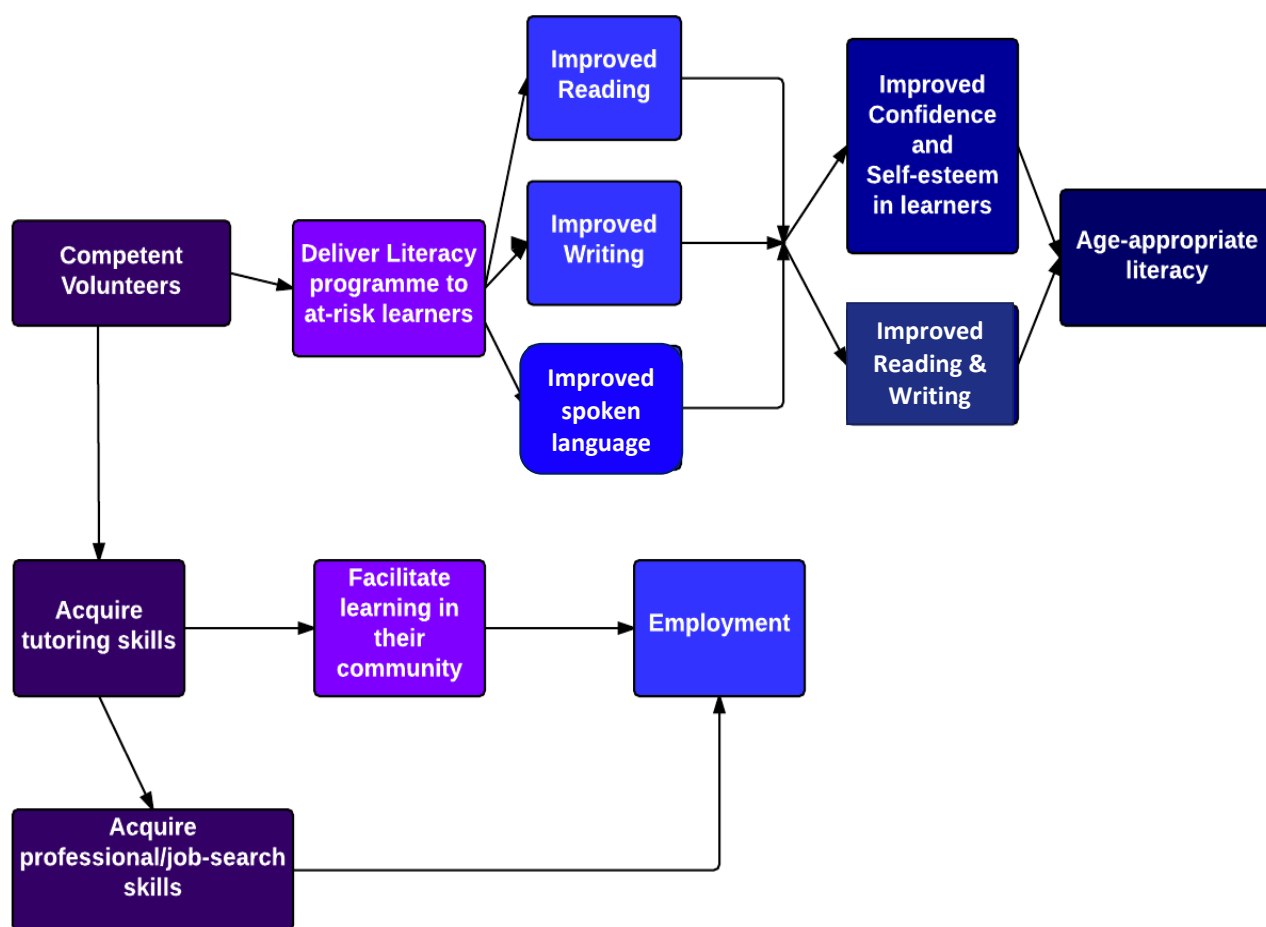 Competent
Volunteers
Deliver Literacy
programme to
at-risk learners
Improved
Reading
Improved
Writing
Improved
spoken
language
Improved
Confidence
and
Self-esteem
in learners
Improved
Reading &
Writing
Age-appropriate
literacy
Acquire
tutoring skills
Facilitate
learning in
their
community
Employment
Acquire
professional/job-search
skills